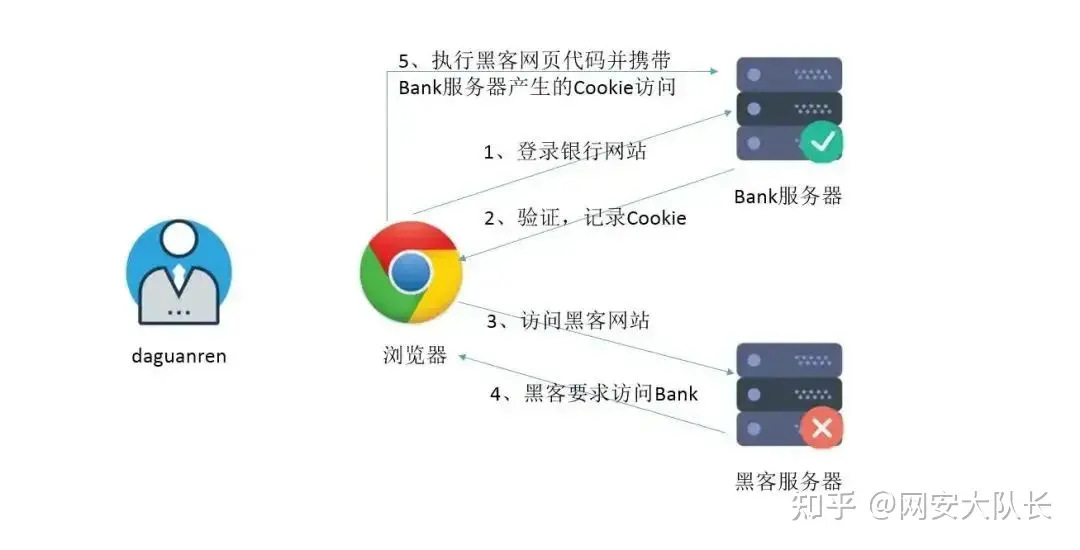 5、执行黑客网页代码并携带
Bank服务器产生的Cookie访问
1、登录银行网站
Bank服务器
2、验证，记录Cookie
3、访问黑客网站
daguanren
浏览器
4、黑客要求访问Bank
黑客服务器
知乎 @网安大队长